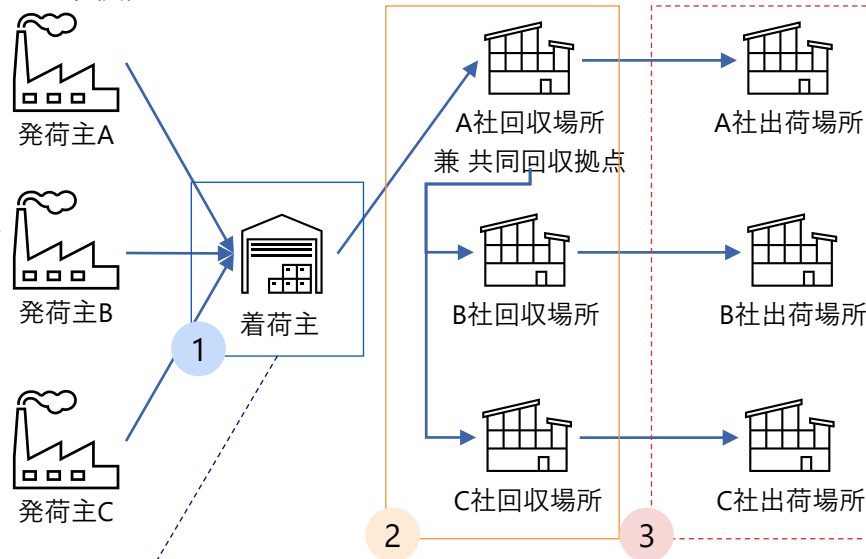 発荷主A
発荷主B
発荷主C
着荷主
1
A社回収場所
兼 共同回収拠点
B社回収場所
C社回収場所
2
A社出荷場所
B社出荷場所
C社出荷場所
3